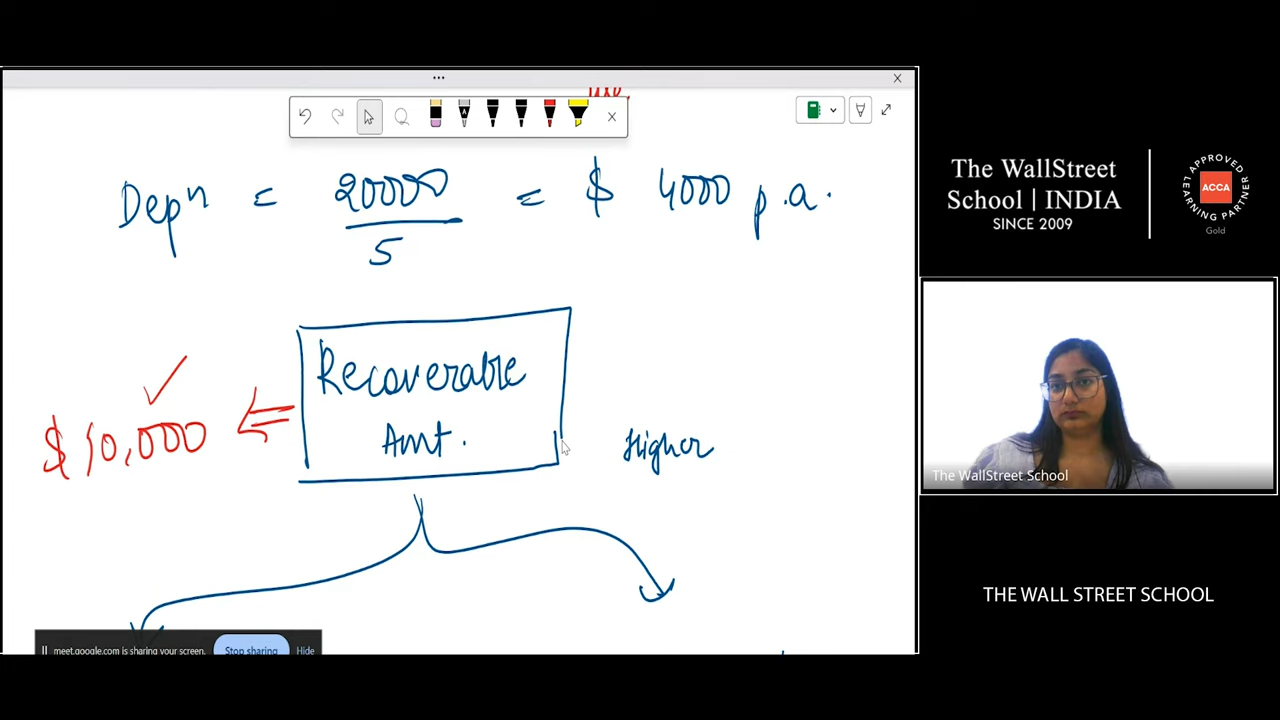 Depⁿ = 20000 / 5 = $ 4000 p.a.
Recoverable
Amt.
$10,000
Higher
meet.google.com is sharing your screen.
Stop sharing
Hide
The WallStreet
School | INDIA
SINCE 2009
APPROVED
LEARNING PARTNER
ACCA
Gold
The WallStreet School
THE WALL STREET SCHOOL